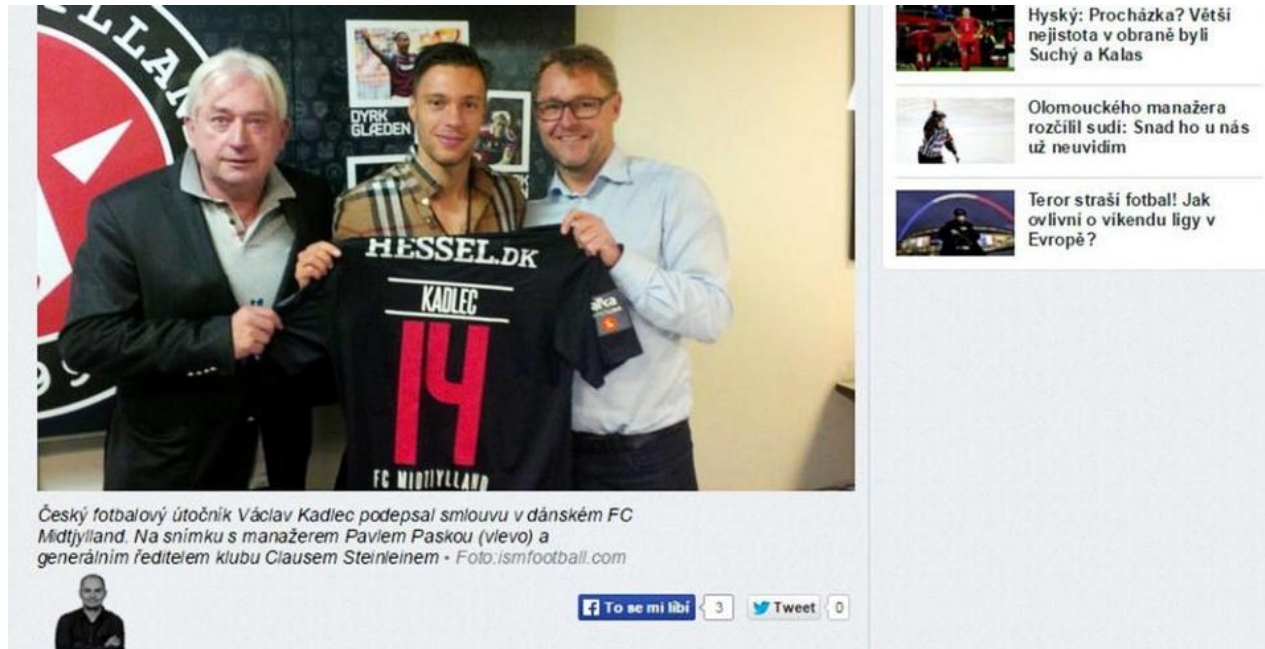 TYLLA
DYRK
GLÆDEN
HESSEL.DK
KADLEC
14
FC MIDTJYLLAND
Český fotbalový útočník Václav Kadlec podepsal smlouvu v dánském FC
Midtjylland. Na snímku s manažerem Pavlem Paskou (vlevo) a
generálním ředitelem klubu Clausem Steinleinem • Foto:ismfootball.com
To se mi líbí
3
Tweet
0
Hyský: Procházka? Větší
nejistota v obraně byli
Suchý a Kalas
Olomouckého manažera
rozčílil sudí: Snad ho u nás
už neuvidím
Teror straší fotbal! Jak
ovlivní o víkendu ligy v
Evropě?